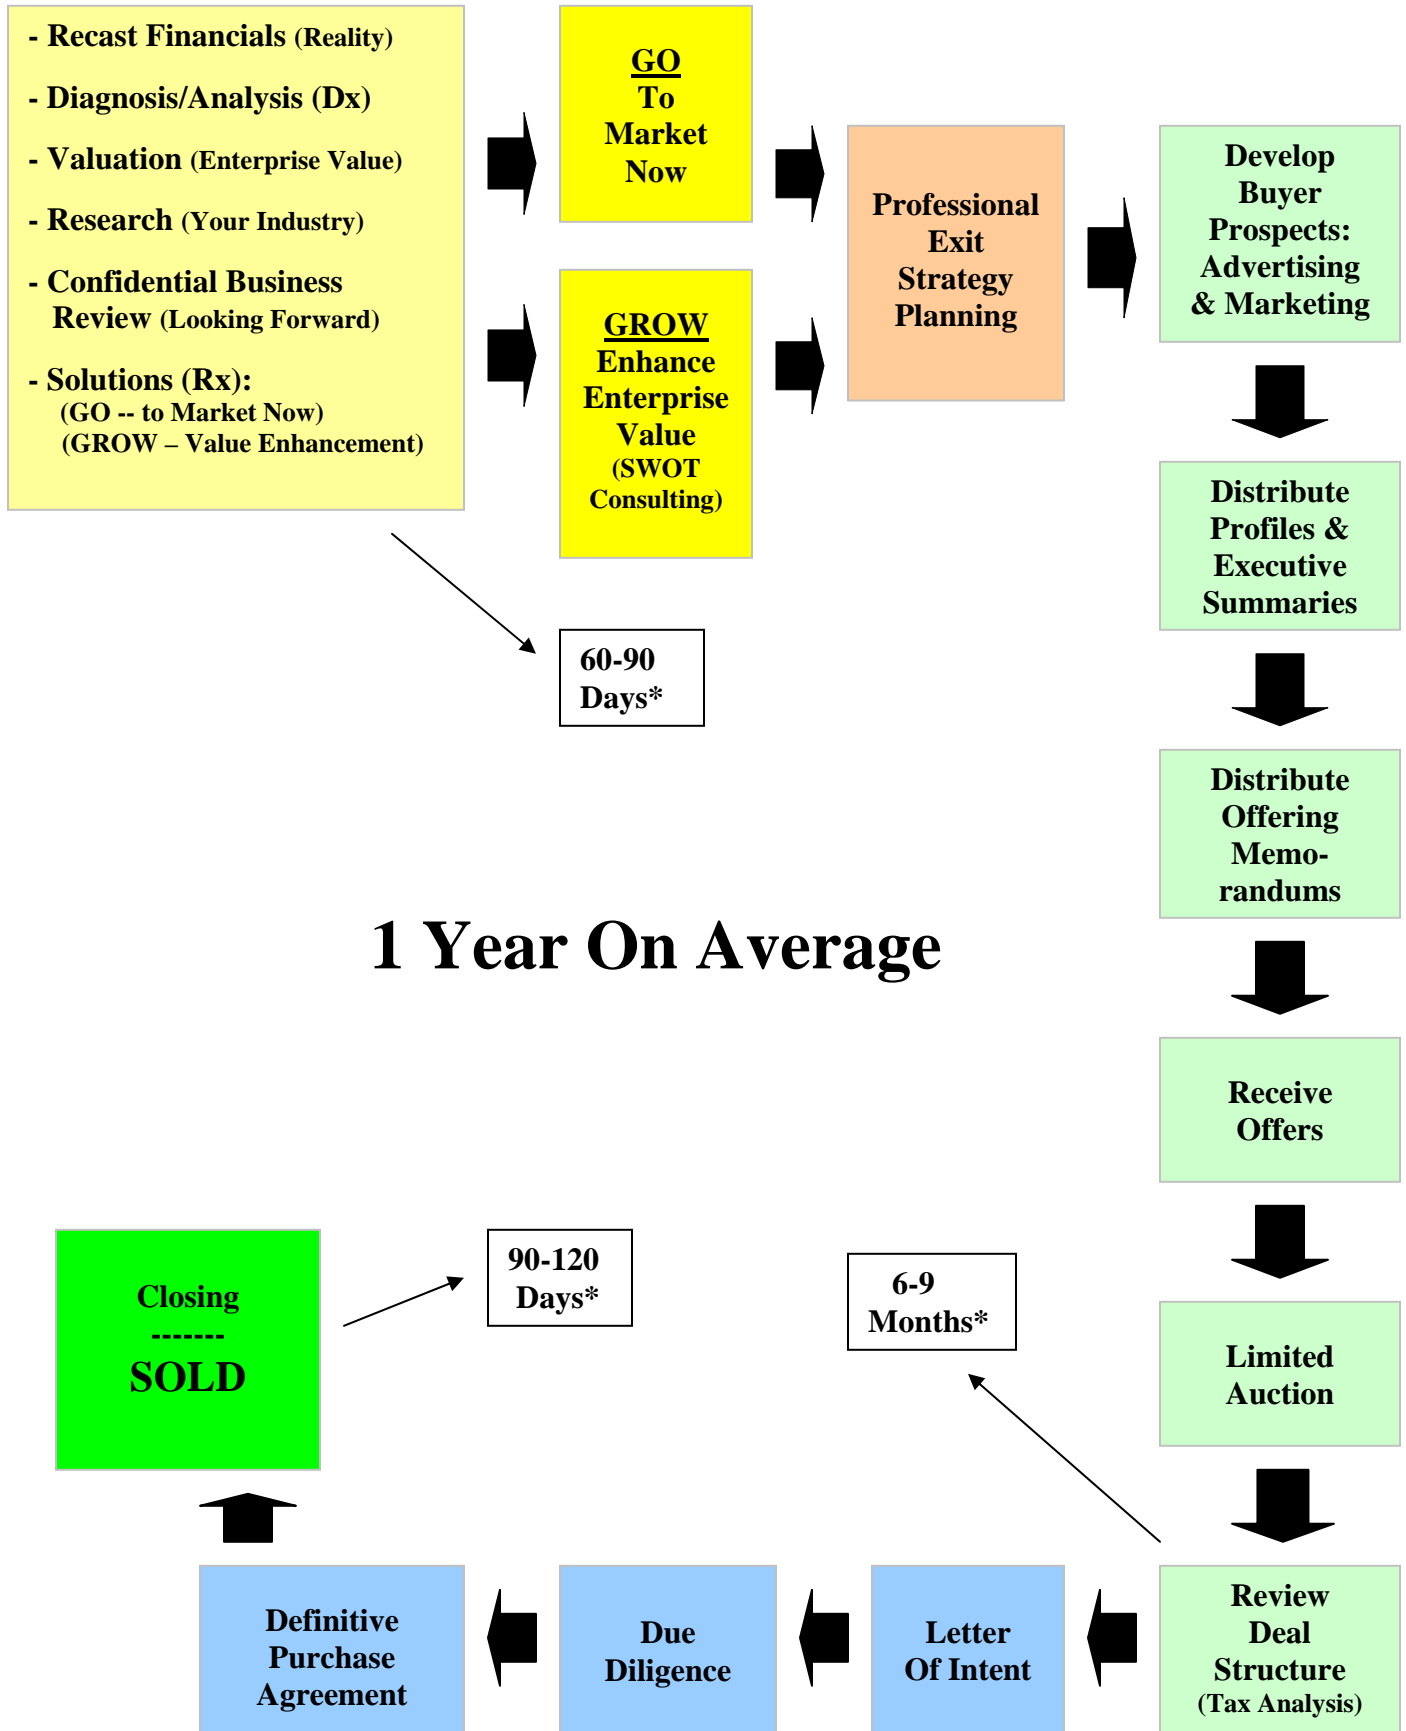 - Recast Financials (Reality)
- Diagnosis/Analysis (Dx)
- Valuation (Enterprise Value)
- Research (Your Industry)
- Confidential Business
Review (Looking Forward)
- Solutions (Rx):
(GO -- to Market Now)
(GROW – Value Enhancement)
GO
To
Market
Now
GROW
Enhance
Enterprise
Value
(SWOT
Consulting)
Professional
Exit
Strategy
Planning
Develop
Buyer
Prospects:
Advertising
& Marketing
Distribute
Profiles &
Executive
Summaries
60-90
Days*
Distribute
Offering
Memo-
randums
1 Year On Average
Receive
Offers
Limited
Auction
6-9
Months*
90-120
Days*
Closing
-------
SOLD
Review
Deal
Structure
(Tax Analysis)
Letter
Of Intent
Due
Diligence
Definitive
Purchase
Agreement